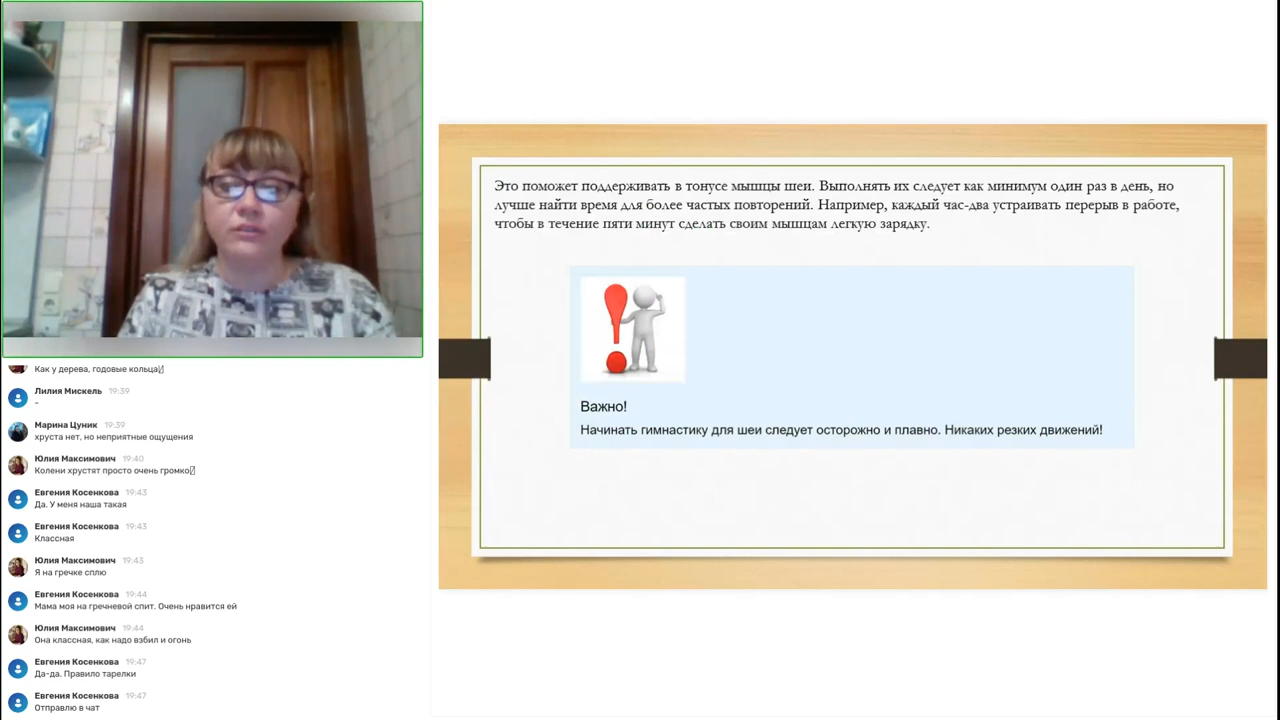 Как у дерева, годовые кольца
Лилия Мискель 19:39
-
Марина Цуник 19:39
хруста нет, но неприятные ощущения
Юлия Максимович 19:40
Колени хрустят просто очень громко
Евгения Косенкова 19:43
Да. У меня наша такая
Евгения Косенкова 19:43
Классная
Юлия Максимович 19:43
Я на гречке сплю
Евгения Косенкова 19:44
Мама моя на гречневой спит. Очень нравится ей
Юлия Максимович 19:44
Она классная, как надо взбил и огонь
Евгения Косенкова 19:47
Да-да. Правило тарелки
Евгения Косенкова 19:47
Отправлю в чат
Это поможет поддерживать в тонусе мышцы шеи. Выполнять их следует как минимум один раз в день, но
лучше найти время для более частых повторений. Например, каждый час-два устраивать перерыв в работе,
чтобы в течение пяти минут сделать своим мышцам легкую зарядку.
Важно!
Начинать гимнастику для шеи следует осторожно и плавно. Никаких резких движений!